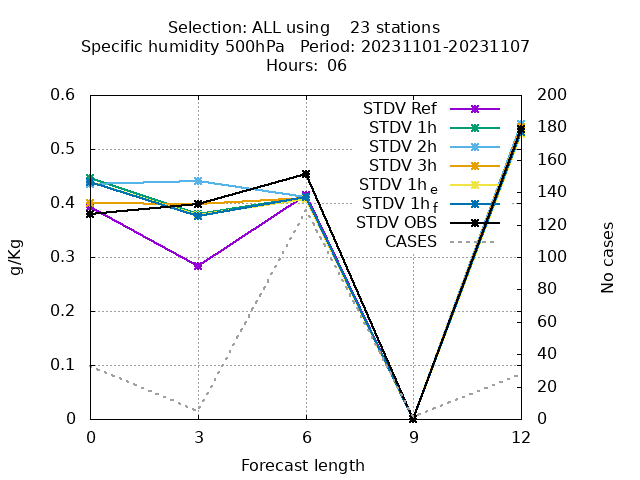 Selection: ALL using 23 stations
Specific humidity 500hPa Period: 20231101-20231107
Hours: 06
STDV Ref
STDV 1h
STDV 2h
STDV 3h
STDV 1h e
STDV 1h f
STDV OBS
CASES
0.6
0.5
0.4
0.3
0.2
0.1
0
g/Kg
200
180
160
140
120
100
80
60
40
20
0
No cases
0 3 6 9 12
Forecast length